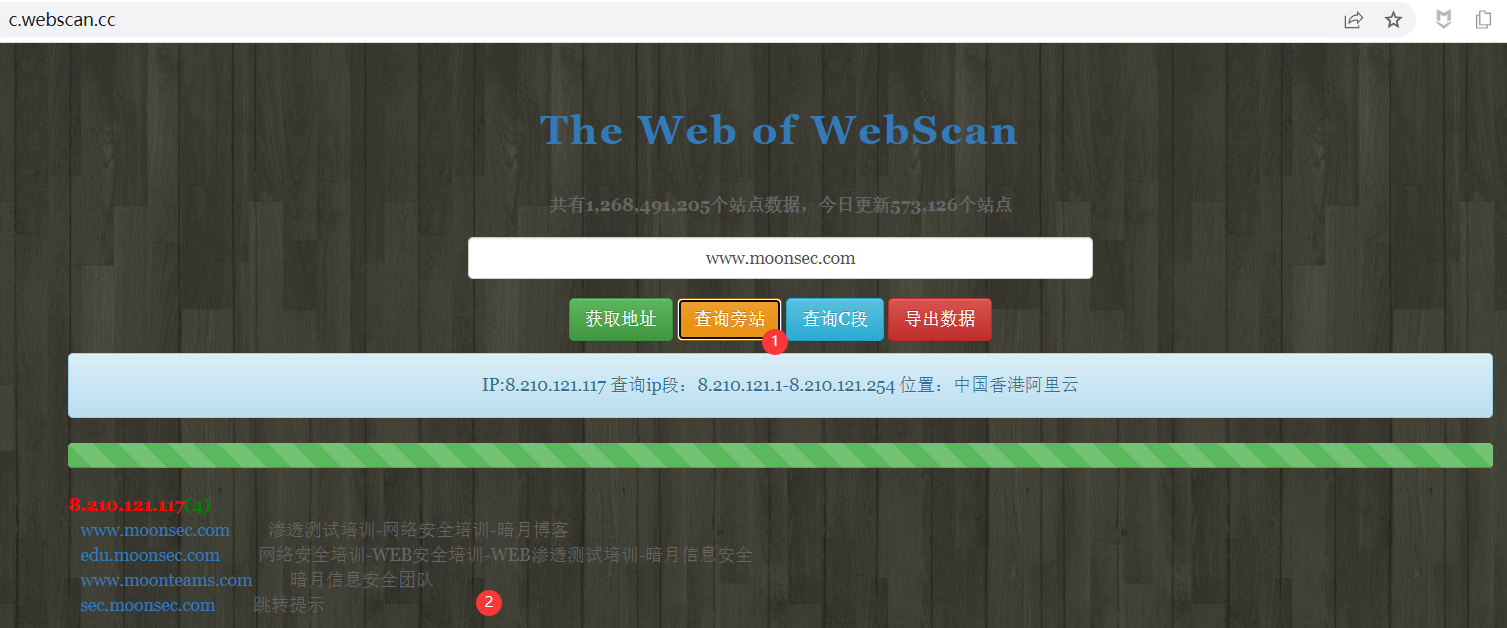 c.webscan.cc
The Web of WebScan
共有1,268,491,205个站点数据，今日更新573,126个站点
www.moonsec.com
获取地址 查询旁站 查询C段 导出数据
1
IP:8.210.121.117 查询ip段：8.210.121.1-8.210.121.254 位置：中国香港阿里云
8.210.121.117(4)
www.moonsec.com 渗透测试培训-网络安全培训-暗月博客
edu.moonsec.com 网络安全培训-WEB安全培训-WEB渗透测试培训-暗月信息安全
www.moonteams.com 暗月信息安全团队
sec.moonsec.com 跳转提示
2